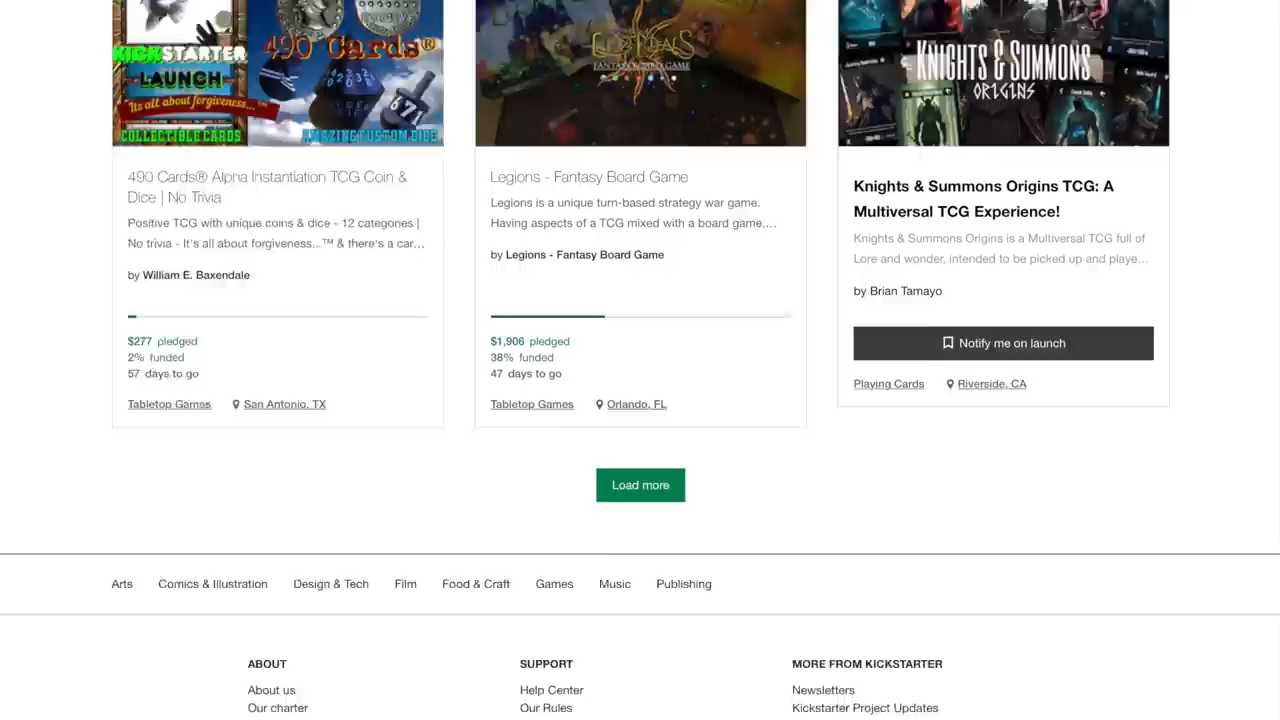 KICKSTARTER
LAUNCH
"Its all about forgiveness..."™
COLLECTIBLE CARDS
490 Cards®
AMAZING CUSTOM DICE
FANTASY BOARD GAME
KNIGHTS & SUMMONS
ORIGINS
490 Cards® Alpha Instantiation TCG Coin &
Dice | No Trivia
Positive TCG with unique coins & dice - 12 categories |
No trivia - It's all about forgiveness...™ & there's a car...
by William E. Baxendale
$277 pledged
2% funded
57 days to go
Tabletop Games San Antonio, TX
Legions - Fantasy Board Game
Legions is a unique turn-based strategy war game.
Having aspects of a TCG mixed with a board game,...
by Legions - Fantasy Board Game
$1,906 pledged
38% funded
47 days to go
Tabletop Games Orlando, FL
Knights & Summons Origins TCG: A
Multiversal TCG Experience!
Knights & Summons Origins is a Multiversal TCG full of
Lore and wonder, intended to be picked up and playe...
by Brian Tamayo
Notify me on launch
Playing Cards Riverside, CA
Load more
Arts Comics & Illustration Design & Tech Film Food & Craft Games Music Publishing
ABOUT
About us
Our charter
SUPPORT
Help Center
Our Rules
MORE FROM KICKSTARTER
Newsletters
Kickstarter Project Updates